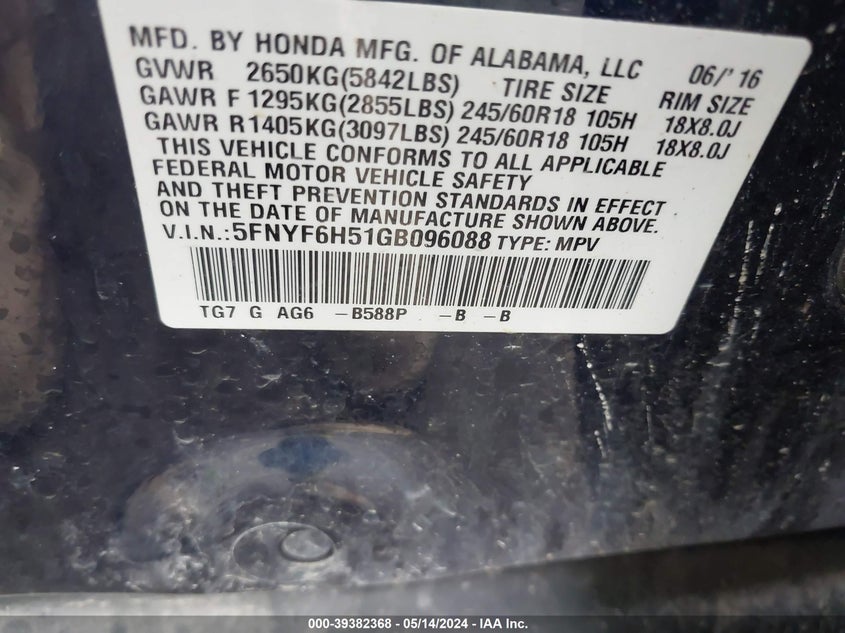 MFD. BY HONDA MFG. OF ALABAMA, LLC 06/'16
GVWR 2650KG(5842LBS) TIRE SIZE RIM SIZE
GAWR F 1295KG(2855LBS) 245/60R18 105H 18X8.0J
GAWR R1405KG(3097LBS) 245/60R18 105H 18X8.0J
THIS VEHICLE CONFORMS TO ALL APPLICABLE
FEDERAL MOTOR VEHICLE SAFETY
AND THEFT PREVENTION STANDARDS IN EFFECT
ON THE DATE OF MANUFACTURE SHOWN ABOVE.
V.I.N.:5FNYF6H51GB096088 TYPE: MPV
TG7 G AG6 -B588P -B -B
000-39382368 - 05/14/2024 - IAA Inc.